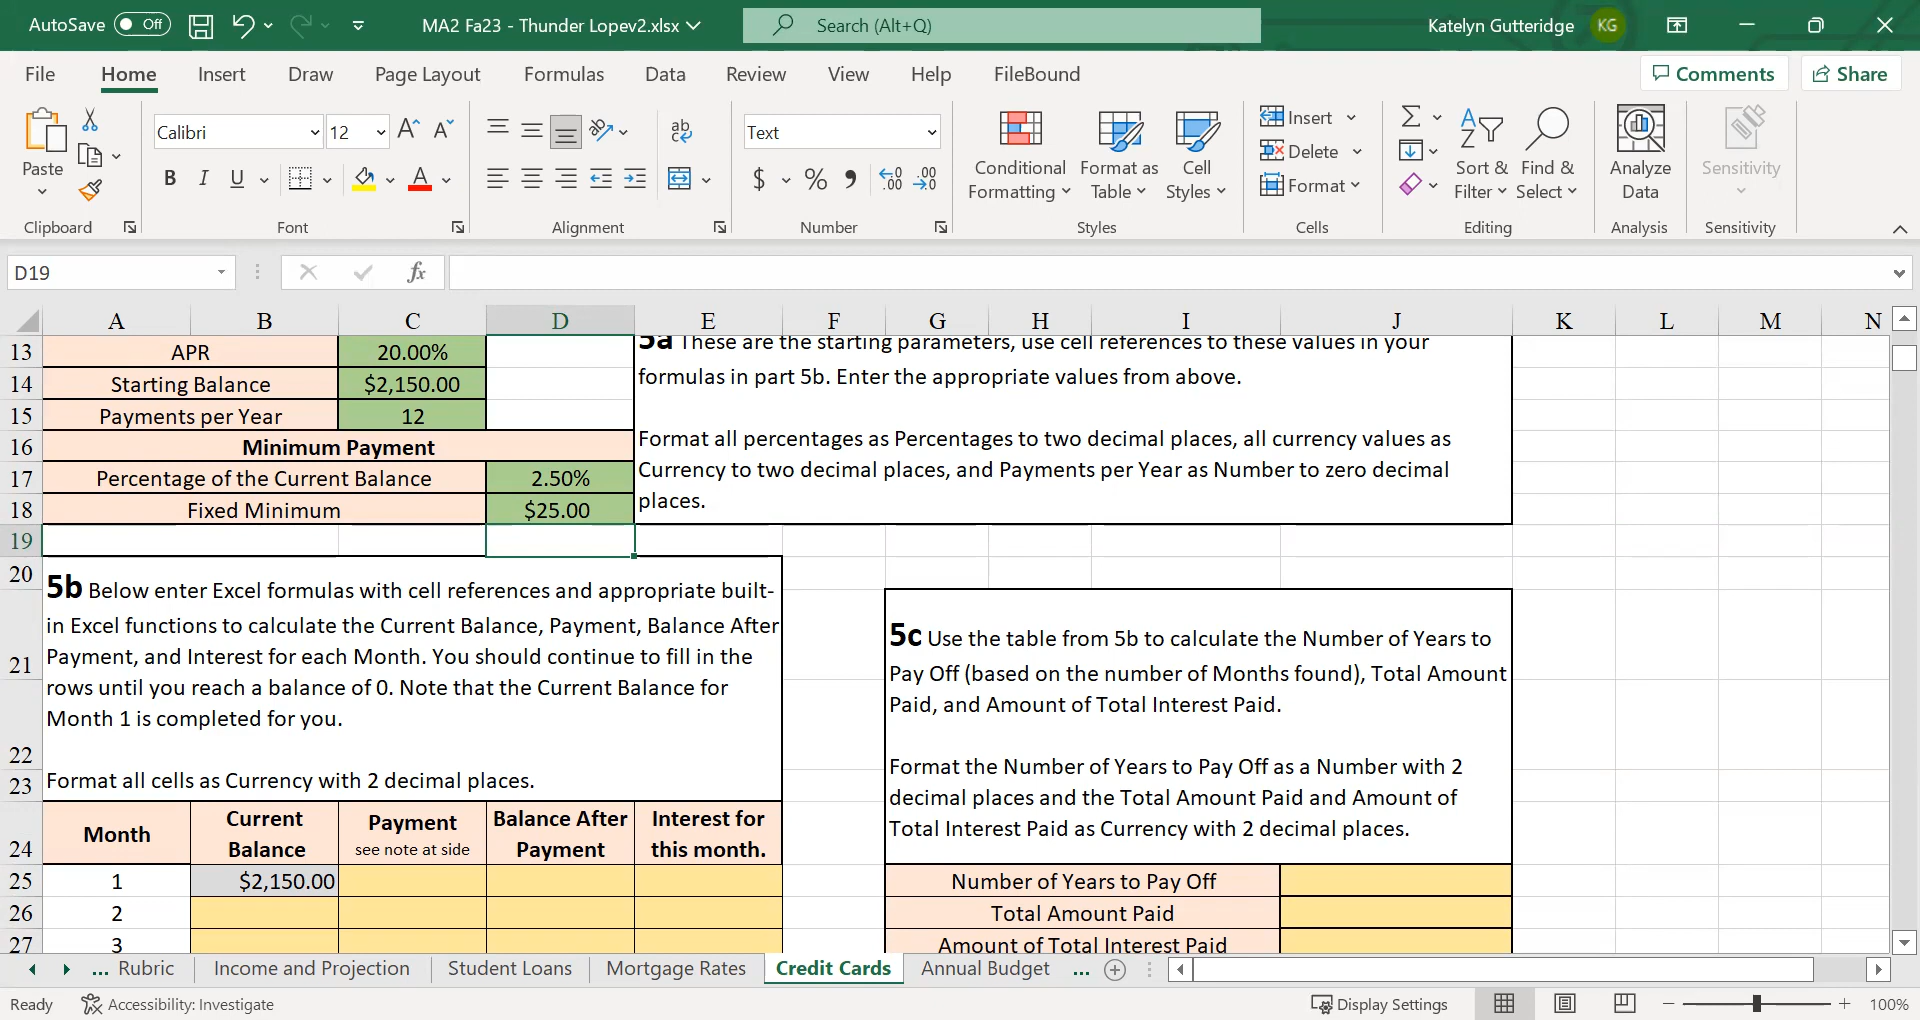 AutoSave Off MA2 Fa23 - Thunder Lopev2.xlsx Search (Alt+Q) Katelyn Gutteridge KG
File Home Insert Draw Page Layout Formulas Data Review View Help FileBound Comments Share
Paste
Calibri 12
B I U
Text
$ % 9
Conditional Formatting
Format as Table
Cell Styles
Insert
Delete
Format
Sort & Filter
Find & Select
Analyze Data
Sensitivity
Clipboard Font Alignment Number Styles Cells Editing Analysis Sensitivity
D19 fx
A B C D E F G H I J K L M N
13 APR 20.00%
14 Starting Balance $2,150.00
15 Payments per Year 12
16 Minimum Payment
17 Percentage of the Current Balance 2.50%
18 Fixed Minimum $25.00
5a These are the starting parameters, use cell references to these values in your
formulas in part 5b. Enter the appropriate values from above.
Format all percentages as Percentages to two decimal places, all currency values as
Currency to two decimal places, and Payments per Year as Number to zero decimal
places.
19
20
21
22
23
5b Below enter Excel formulas with cell references and appropriate built-
in Excel functions to calculate the Current Balance, Payment, Balance After
Payment, and Interest for each Month. You should continue to fill in the
rows until you reach a balance of 0. Note that the Current Balance for
Month 1 is completed for you.
Format all cells as Currency with 2 decimal places.
5c Use the table from 5b to calculate the Number of Years to
Pay Off (based on the number of Months found), Total Amount
Paid, and Amount of Total Interest Paid.
Format the Number of Years to Pay Off as a Number with 2
decimal places and the Total Amount Paid and Amount of
Total Interest Paid as Currency with 2 decimal places.
24
Month
Current Balance
Payment
see note at side
Balance After Payment
Interest for this month.
25 1 $2,150.00 Number of Years to Pay Off
26 2 Total Amount Paid
27 3 Amount of Total Interest Paid
... Rubric Income and Projection Student Loans Mortgage Rates Credit Cards Annual Budget ...
Ready Accessibility: Investigate Display Settings 100%